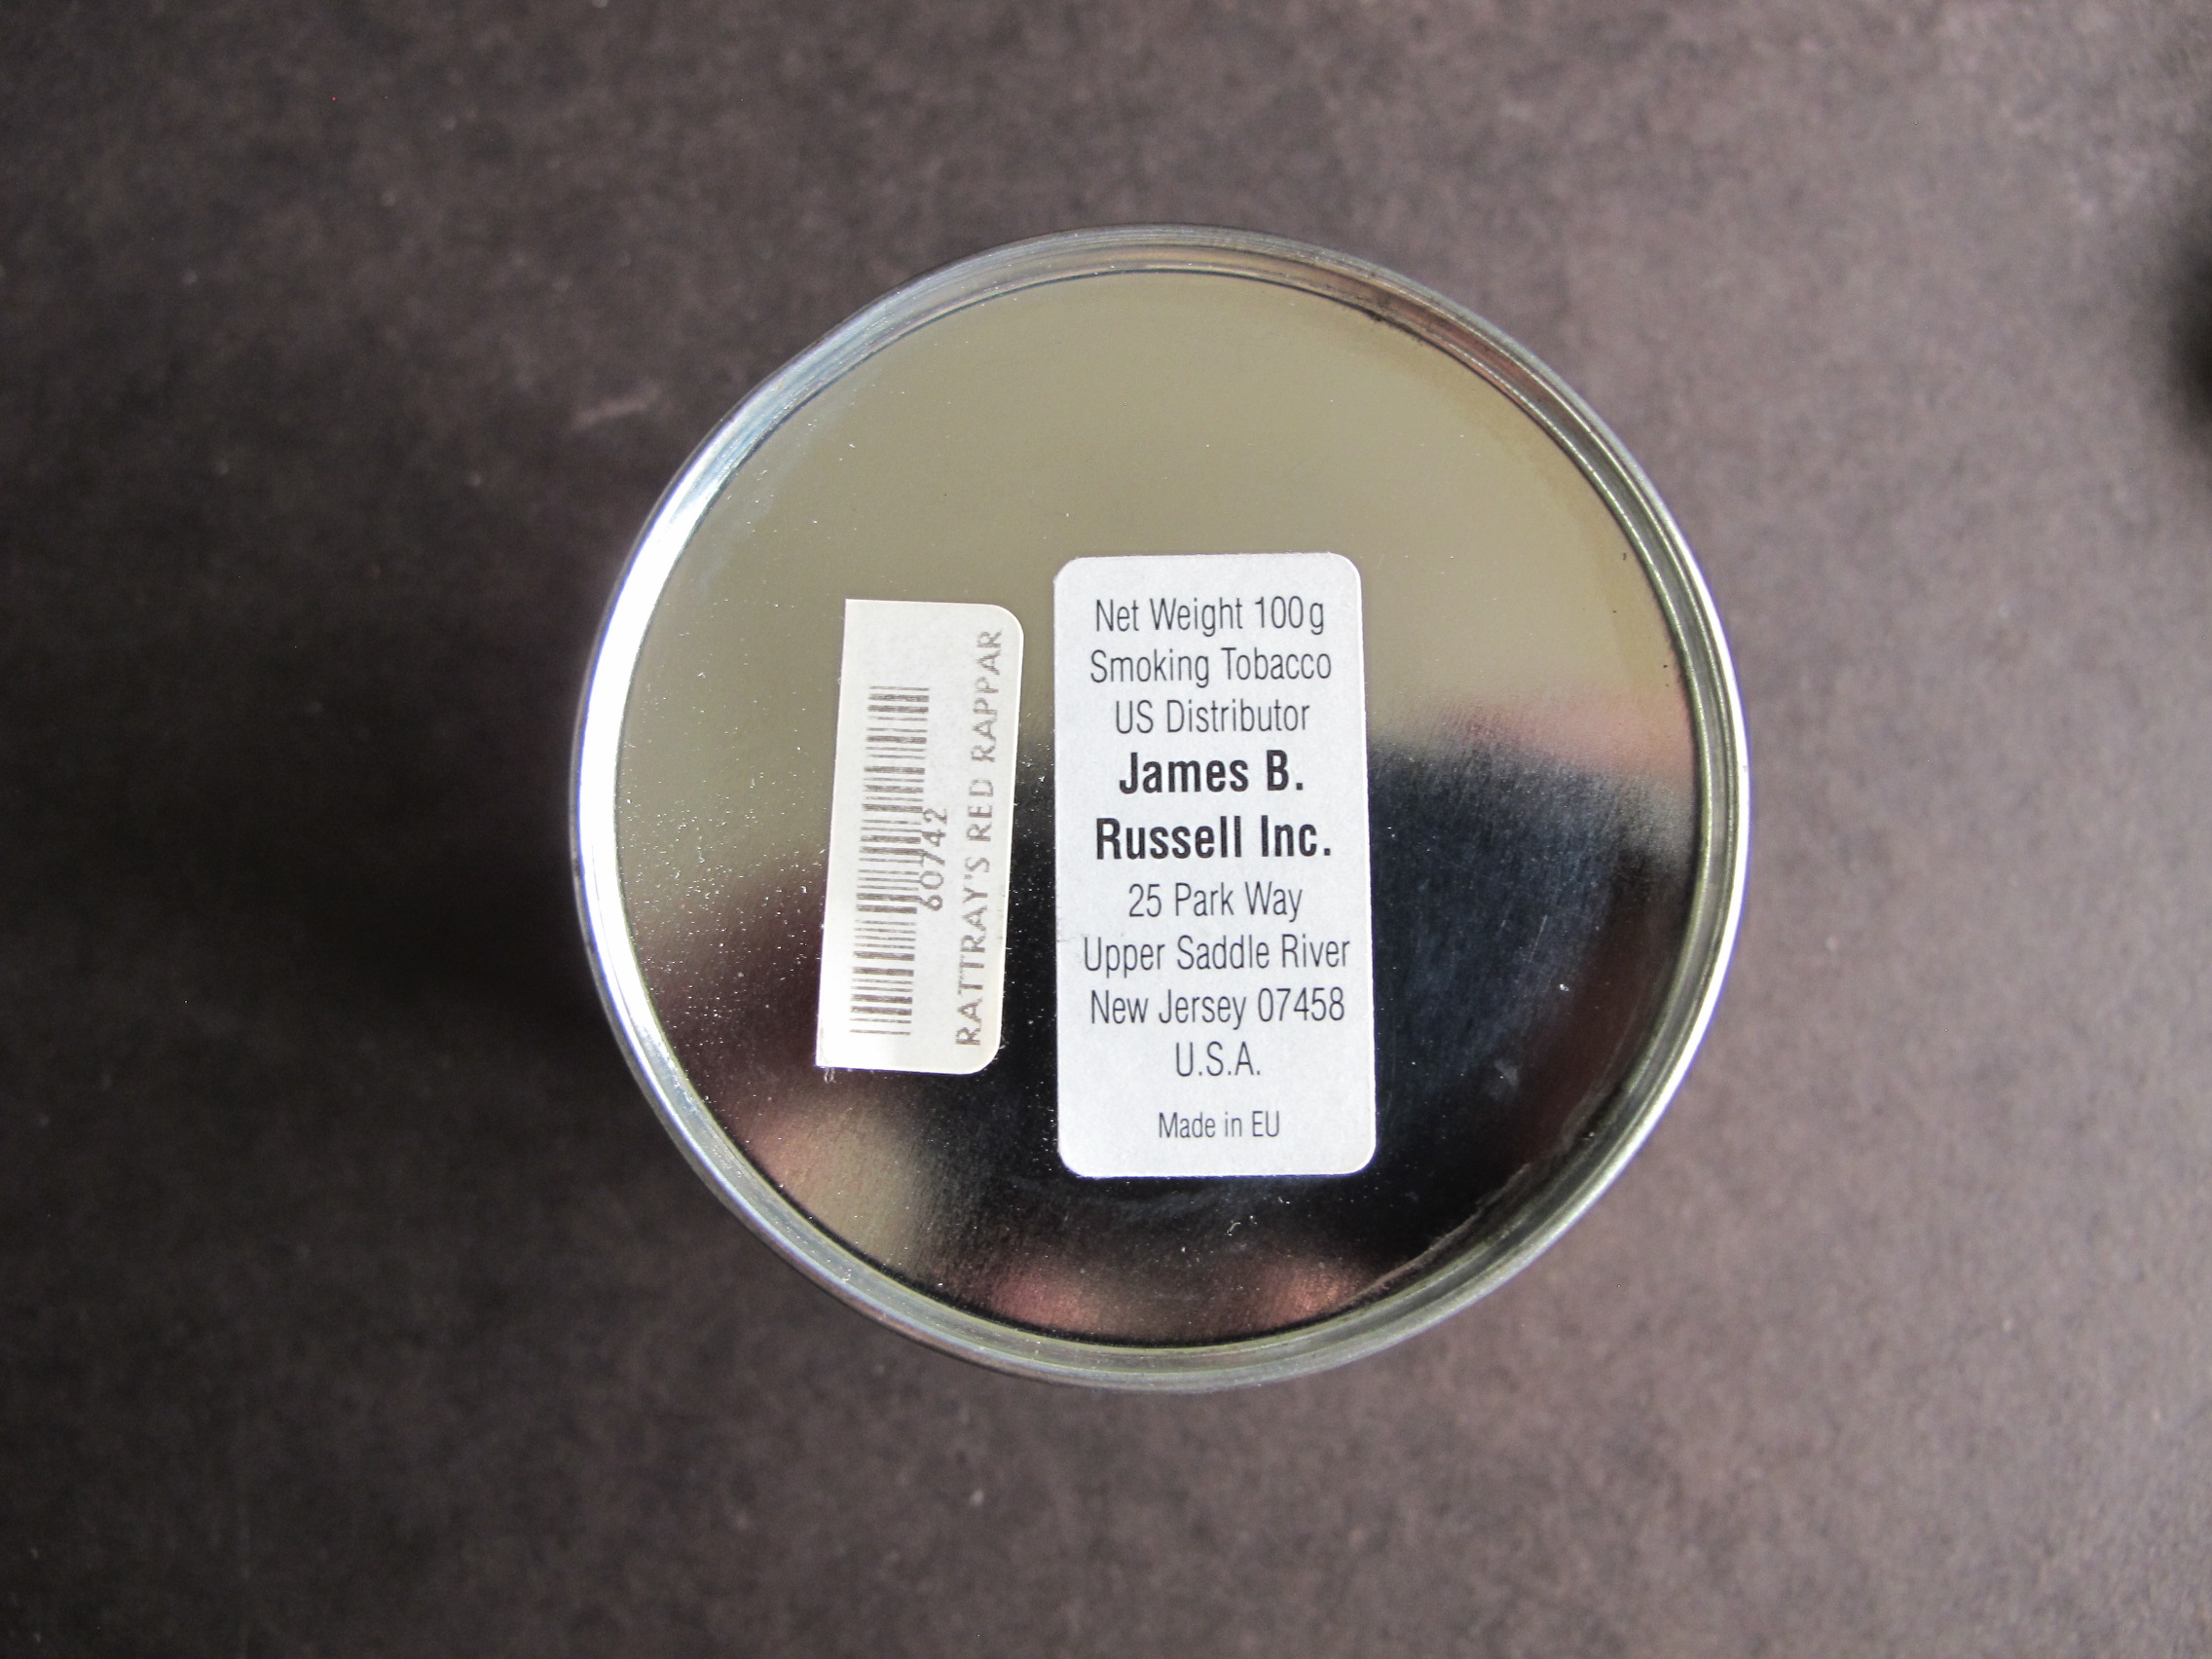 60742
RATTRAY'S RED RAPPAR
Net Weight 100g
Smoking Tobacco
US Distributor
James B.
Russell Inc.
25 Park Way
Upper Saddle River
New Jersey 07458
U.S.A.
Made in EU